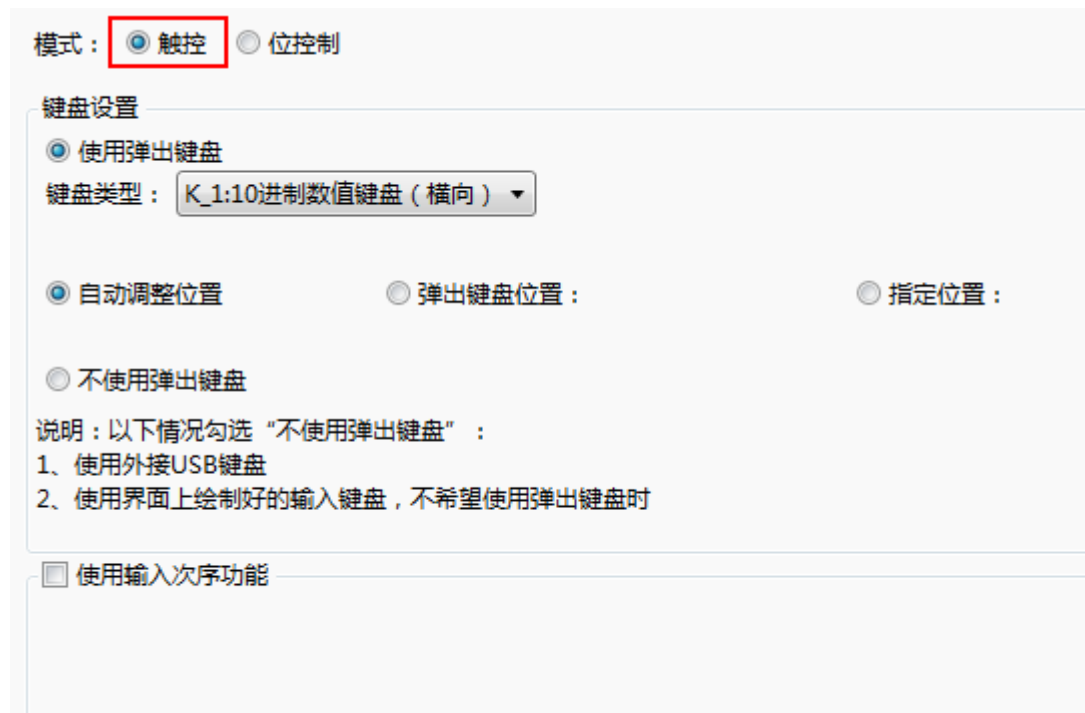 模式： 触控 位控制
键盘设置
使用弹出键盘
键盘类型： K_1:10进制数值键盘（横向）
自动调整位置 弹出键盘位置： 指定位置：
不使用弹出键盘
说明：以下情况勾选“不使用弹出键盘”：
1、使用外接USB键盘
2、使用界面上绘制好的输入键盘，不希望使用弹出键盘时
使用输入次序功能